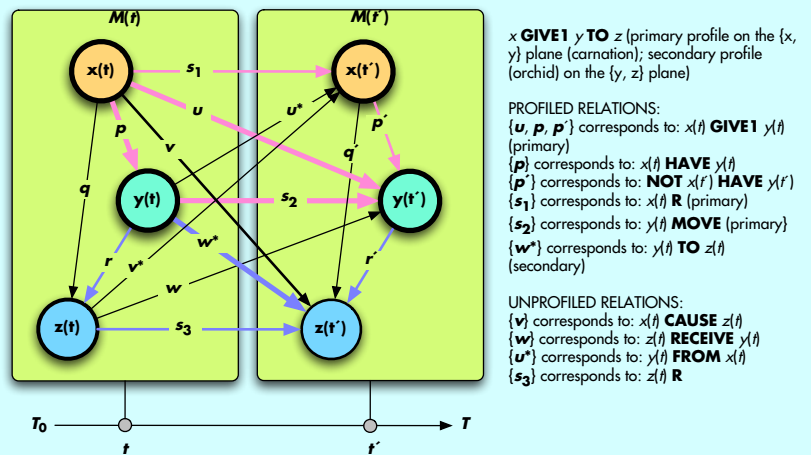 M(t)
M(t´)
x(t)
s1
x(t´)
u
u*
p
v
p´
q
q´
y(t)
s2
y(t´)
r
v*
w*
w
r´
z(t)
s3
z(t´)
T0
T
t
t´
x GIVE1 y TO z (primary profile on the {x,
y} plane (carnation); secondary profile
(orchid) on the {y, z} plane)
PROFILED RELATIONS:
{u, p, p´} corresponds to: x(t) GIVE1 y(t)
(primary)
{p} corresponds to: x(t) HAVE y(t)
{p´} corresponds to: NOT x(t´) HAVE y(t´)
{s1} corresponds to: x(t) R (primary)
{s2} corresponds to: y(t) MOVE (primary}
{w*} corresponds to: y(t) TO z(t)
(secondary)
UNPROFILED RELATIONS:
{v} corresponds to: x(t) CAUSE z(t)
{w} corresponds to: z(t) RECEIVE y(t)
{u*} corresponds to: y(t) FROM x(t)
{s3} corresponds to: z(t) R